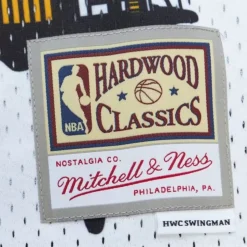 HARDWOOD
NBA
CLASSICS
NOSTALGIA CO.
Mitchell & Ness
PHILADELPHIA, PA.
HWC SWINGMAN